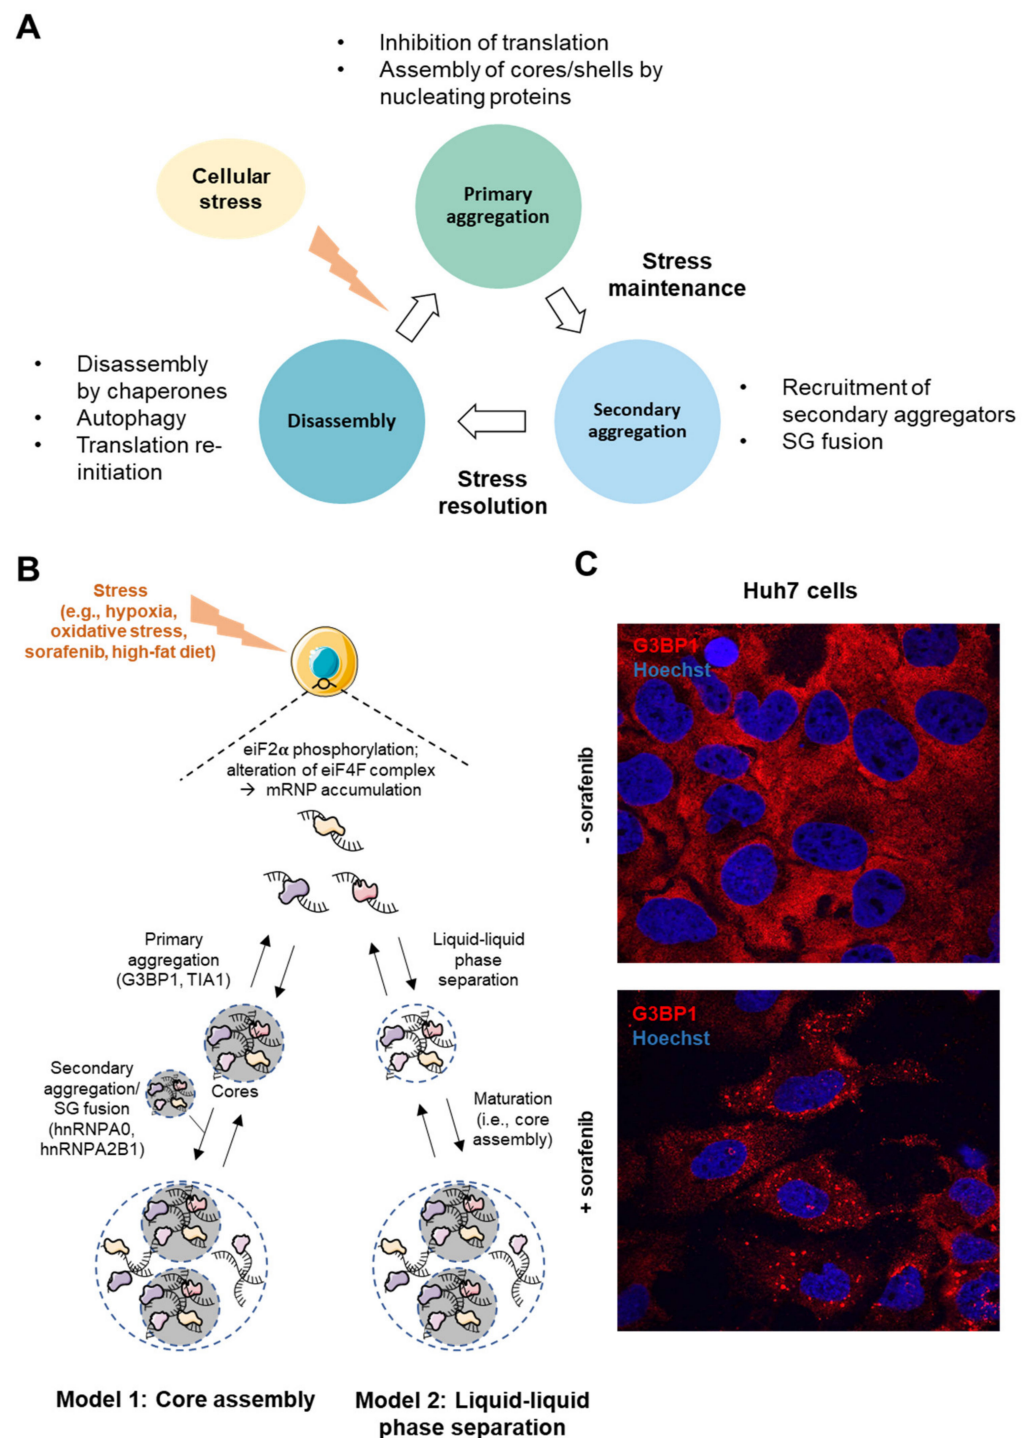 A
• Inhibition of translation
• Assembly of cores/shells by
nucleating proteins
Cellular
stress
Primary
aggregation
Stress
maintenance
• Disassembly
by chaperones
• Autophagy
• Translation re-
initiation
Disassembly
Secondary
aggregation
• Recruitment of
secondary aggregators
• SG fusion
Stress
resolution
B
Stress
(e.g., hypoxia,
oxidative stress,
sorafenib, high-fat diet)
eiF2α phosphorylation;
alteration of eiF4F complex
→ mRNP accumulation
Primary
aggregation
(G3BP1, TIA1)
Liquid-liquid
phase
separation
Secondary
aggregation/
SG fusion
(hnRNPA0,
hnRNPA2B1)
Cores
Maturation
(i.e., core
assembly)
Model 1: Core assembly
Model 2: Liquid-liquid
phase separation
C
Huh7 cells
G3BP1
Hoechst
- sorafenib
G3BP1
Hoechst
+ sorafenib